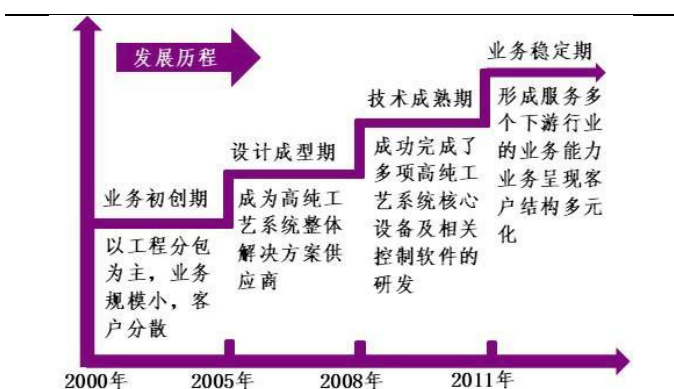 发展历程
业务初创期
以工程分包
为主，业务
规模小，客
户分散
设计成型期
成为高纯工
艺系统整体
解决方案供
应商
技术成熟期
成功完成了
多项高纯工
艺系统核心
设备及相关
控制软件的
研发
业务稳定期
形成服务多
个下游行业
的业务能力
业务呈现客
户结构多元
化
2000年
2005年
2008年
2011年